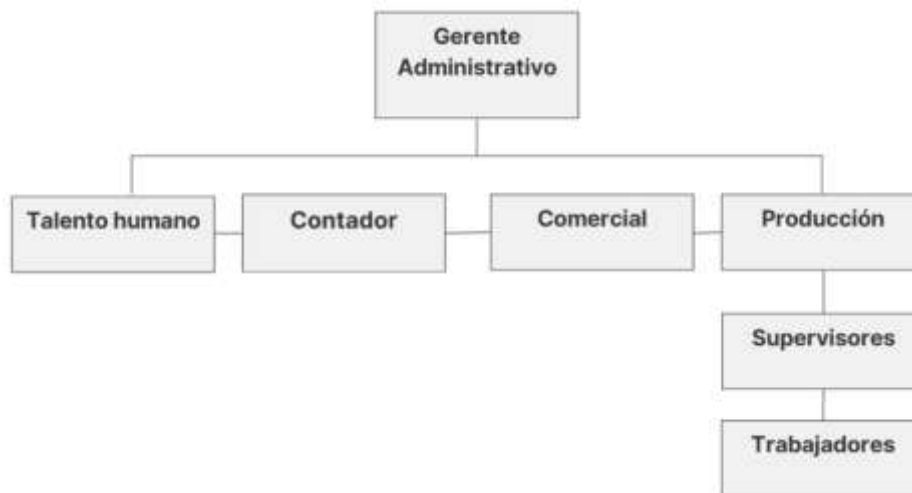 Gerente
Administrativo
Talento humano
Contador
Comercial
Producción
Supervisores
Trabajadores